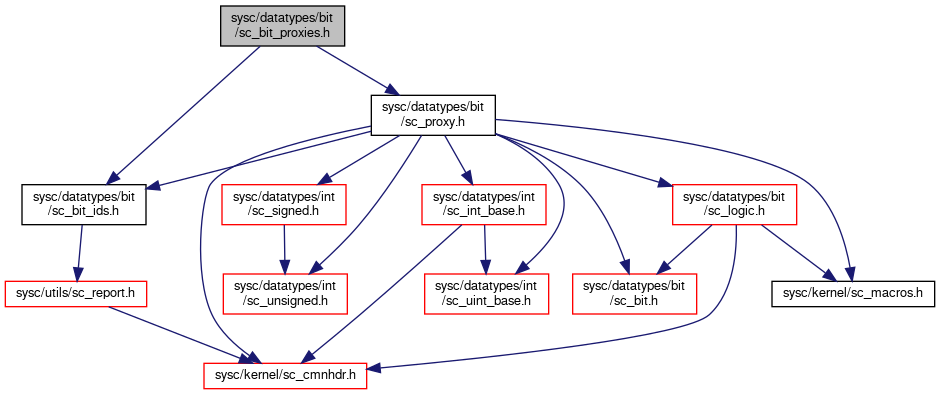 sysc/datatypes/bit
/sc_bit_proxies.h
sysc/datatypes/bit
/sc_proxy.h
sysc/datatypes/bit
/sc_bit_ids.h
sysc/datatypes/int
/sc_signed.h
sysc/datatypes/int
/sc_int_base.h
sysc/datatypes/bit
/sc_logic.h
sysc/utils/sc_report.h
sysc/datatypes/int
/sc_unsigned.h
sysc/datatypes/int
/sc_uint_base.h
sysc/datatypes/bit
/sc_bit.h
sysc/kernel/sc_macros.h
sysc/kernel/sc_cmnhdr.h